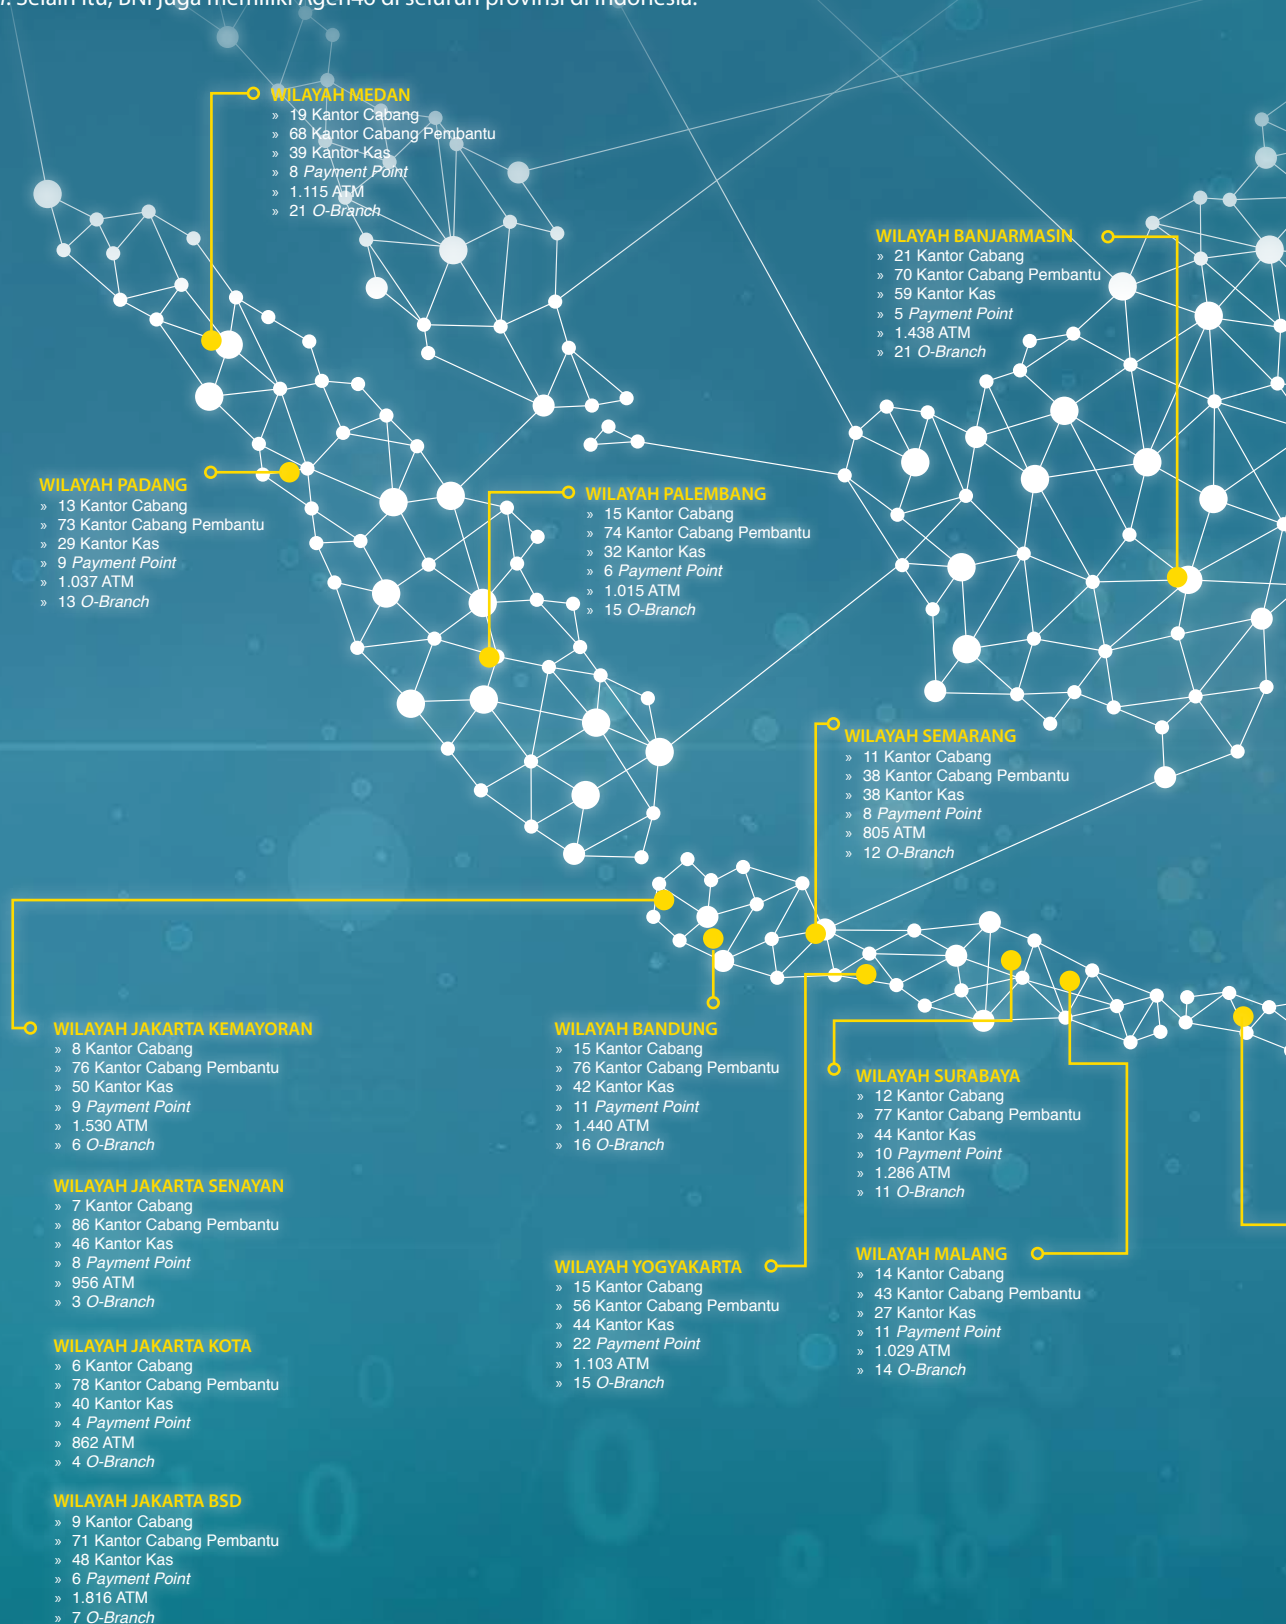 Selain itu, BNI juga memiliki Agen46 di seluruh provinsi di Indonesia.
WILAYAH MEDAN
» 19 Kantor Cabang
» 68 Kantor Cabang Pembantu
» 39 Kantor Kas
» 8 Payment Point
» 1.115 ATM
» 21 O-Branch
WILAYAH BANJARMASIN
» 21 Kantor Cabang
» 70 Kantor Cabang Pembantu
» 59 Kantor Kas
» 5 Payment Point
» 1.438 ATM
» 21 O-Branch
WILAYAH PADANG
» 13 Kantor Cabang
» 73 Kantor Cabang Pembantu
» 29 Kantor Kas
» 9 Payment Point
» 1.037 ATM
» 13 O-Branch
WILAYAH PALEMBANG
» 15 Kantor Cabang
» 74 Kantor Cabang Pembantu
» 32 Kantor Kas
» 6 Payment Point
» 1.015 ATM
» 15 O-Branch
WILAYAH SEMARANG
» 11 Kantor Cabang
» 38 Kantor Cabang Pembantu
» 38 Kantor Kas
» 8 Payment Point
» 805 ATM
» 12 O-Branch
WILAYAH JAKARTA KEMAYORAN
» 8 Kantor Cabang
» 76 Kantor Cabang Pembantu
» 50 Kantor Kas
» 9 Payment Point
» 1.530 ATM
» 6 O-Branch
WILAYAH JAKARTA SENAYAN
» 7 Kantor Cabang
» 86 Kantor Cabang Pembantu
» 46 Kantor Kas
» 8 Payment Point
» 956 ATM
» 3 O-Branch
WILAYAH JAKARTA KOTA
» 6 Kantor Cabang
» 78 Kantor Cabang Pembantu
» 40 Kantor Kas
» 4 Payment Point
» 862 ATM
» 4 O-Branch
WILAYAH JAKARTA BSD
» 9 Kantor Cabang
» 71 Kantor Cabang Pembantu
» 48 Kantor Kas
» 6 Payment Point
» 1.816 ATM
» 7 O-Branch
WILAYAH BANDUNG
» 15 Kantor Cabang
» 76 Kantor Cabang Pembantu
» 42 Kantor Kas
» 11 Payment Point
» 1.440 ATM
» 16 O-Branch
WILAYAH YOGYAKARTA
» 15 Kantor Cabang
» 56 Kantor Cabang Pembantu
» 44 Kantor Kas
» 22 Payment Point
» 1.103 ATM
» 15 O-Branch
WILAYAH SURABAYA
» 12 Kantor Cabang
» 77 Kantor Cabang Pembantu
» 44 Kantor Kas
» 10 Payment Point
» 1.286 ATM
» 11 O-Branch
WILAYAH MALANG
» 14 Kantor Cabang
» 43 Kantor Cabang Pembantu
» 27 Kantor Kas
» 11 Payment Point
» 1.029 ATM
» 14 O-Branch